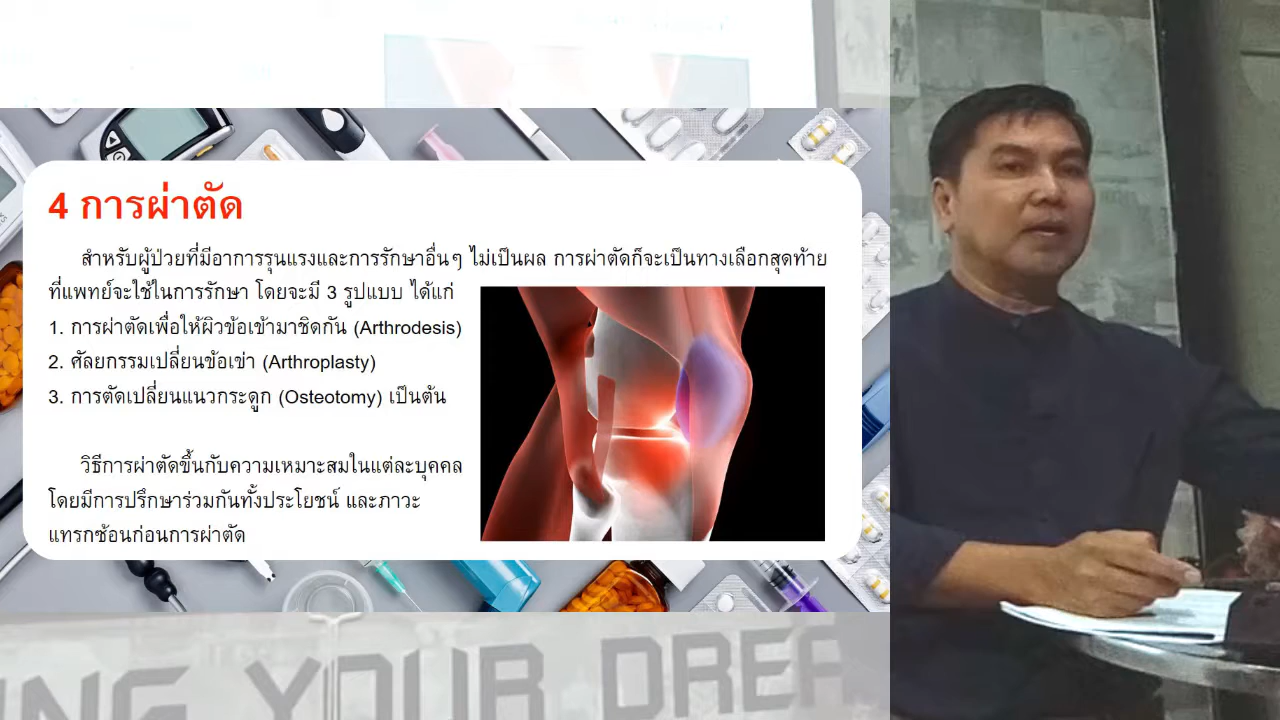 4 การผ่าตัด
สำหรับผู้ป่วยที่มีอาการรุนแรงและการรักษาอื่นๆ ไม่เป็นผล การผ่าตัดก็จะเป็นทางเลือกสุดท้าย
ที่แพทย์จะใช้ในการรักษา โดยจะมี 3 รูปแบบ ได้แก่
1. การผ่าตัดเพื่อให้ผิวข้อเข้ามาชิดกัน (Arthrodesis)
2. ศัลยกรรมเปลี่ยนข้อเข่า (Arthroplasty)
3. การตัดเปลี่ยนแนวกระดูก (Osteotomy) เป็นต้น
วิธีการผ่าตัดขึ้นกับความเหมาะสมในแต่ละบุคคล
โดยมีการปรึกษาร่วมกันทั้งประโยชน์ และภาวะ
แทรกซ้อนก่อนการผ่าตัด
YOUR